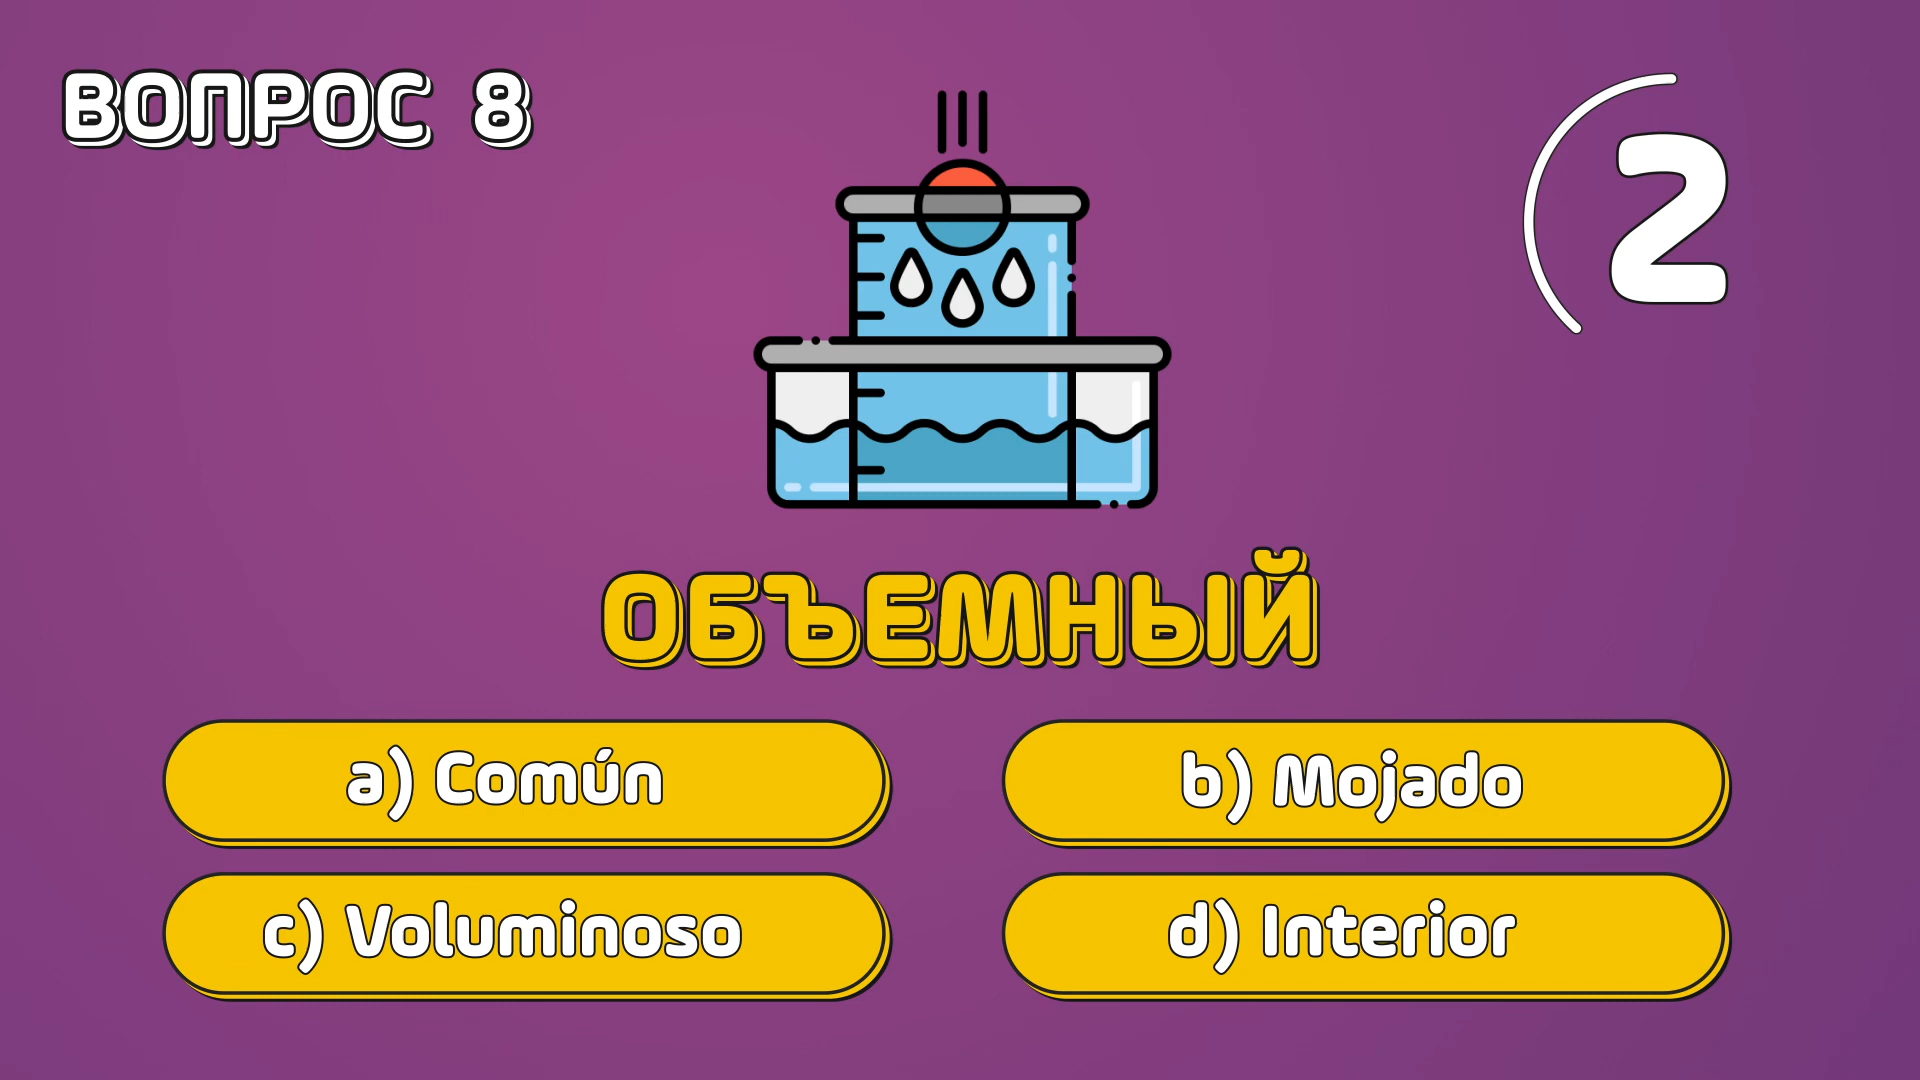 ВОПРОС 8
2
ОБЪЕМНЫЙ
a) Común
b) Mojado
c) Voluminoso
d) Interior